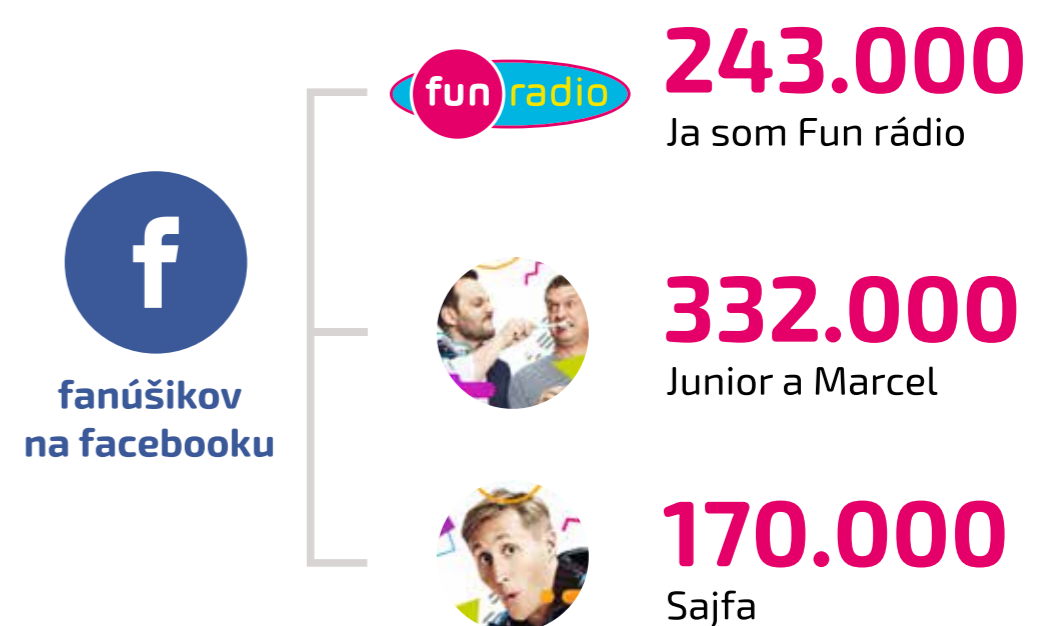 fun radio
243.000
Ja som Fun rádio
f
fanúšikov
na facebooku
332.000
Junior a Marcel
170.000
Sajfa